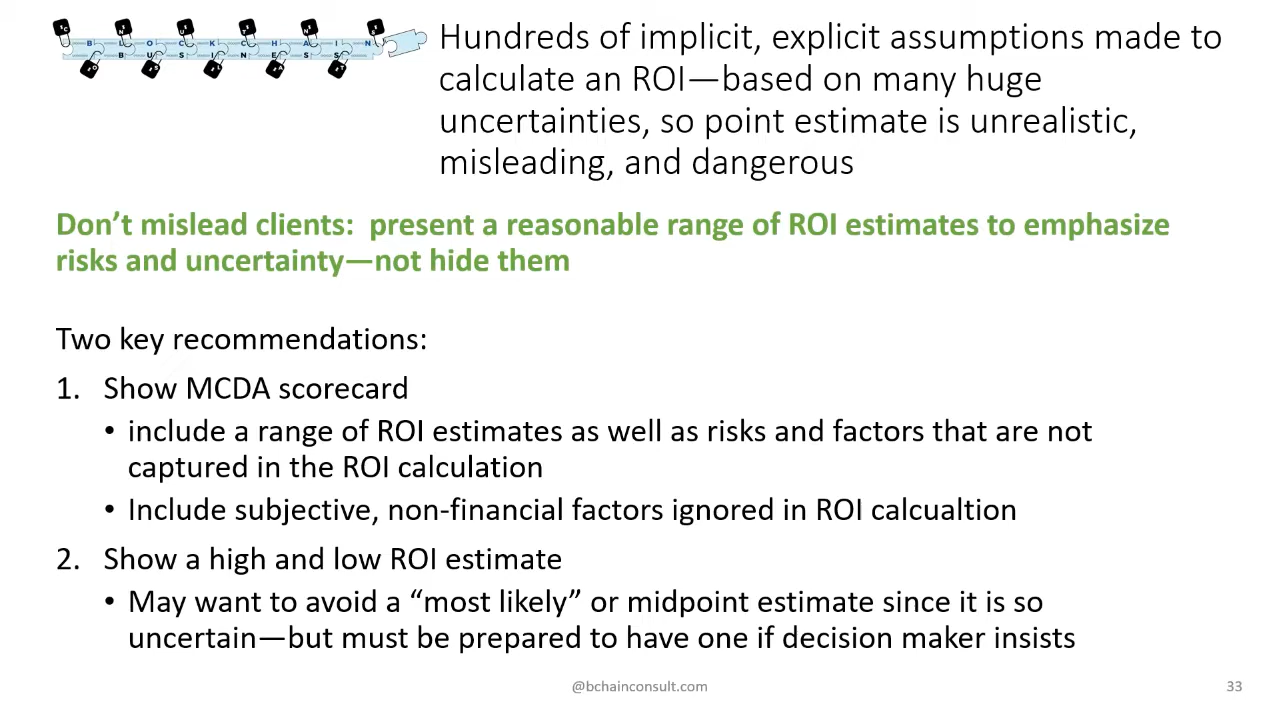 B L O C K C H A I N
B U S I N E S S
Hundreds of implicit, explicit assumptions made to
calculate an ROI—based on many huge
uncertainties, so point estimate is unrealistic,
misleading, and dangerous
Don’t mislead clients:  present a reasonable range of ROI estimates to emphasize
risks and uncertainty—not hide them
Two key recommendations:
1. Show MCDA scorecard
• include a range of ROI estimates as well as risks and factors that are not
captured in the ROI calculation
• Include subjective, non-financial factors ignored in ROI calcualtion
2. Show a high and low ROI estimate
• May want to avoid a “most likely” or midpoint estimate since it is so
uncertain—but must be prepared to have one if decision maker insists
@bchainconsult.com
33